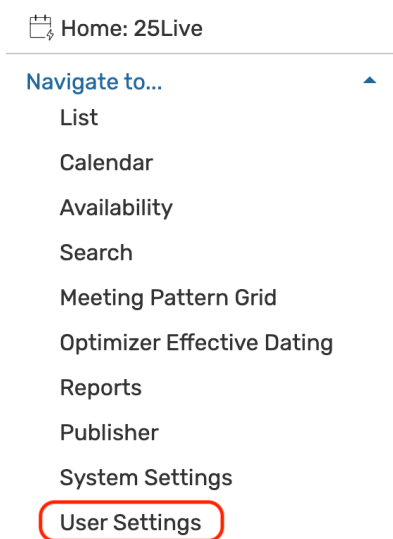 Home: 25Live
Navigate to...
List
Calendar
Availability
Search
Meeting Pattern Grid
Optimizer Effective Dating
Reports
Publisher
System Settings
User Settings